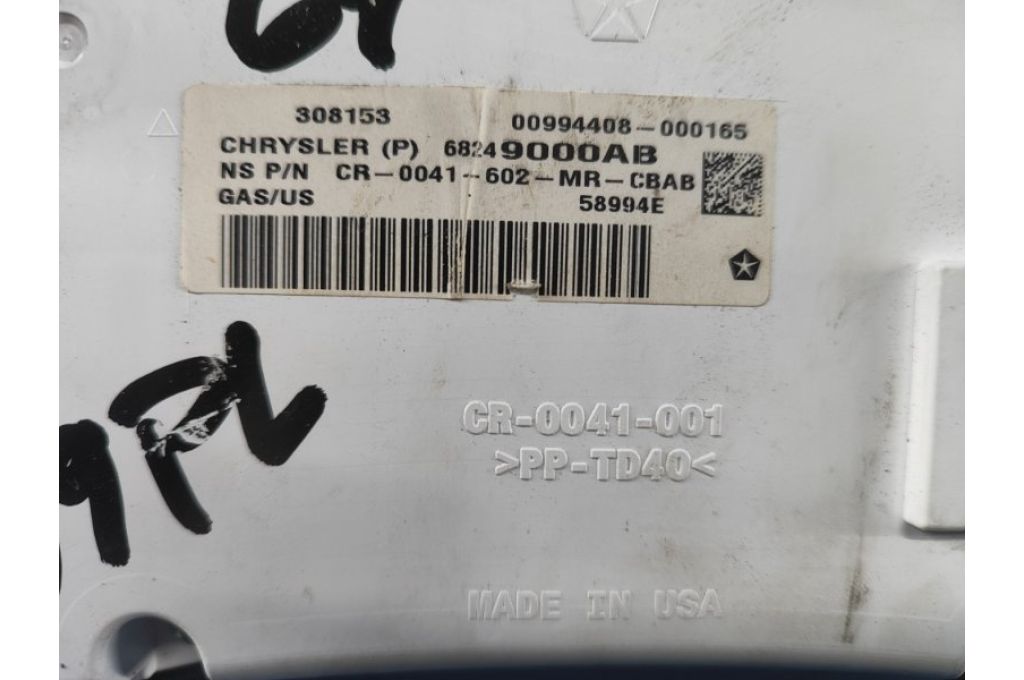 308153 00994408-000165
CHRYSLER (P) 68249000AB
NS P/N CR-0041-602-MR-CBAB
GAS/US 58994E
CR-0041-001
>PP-TD40<
MADE IN USA